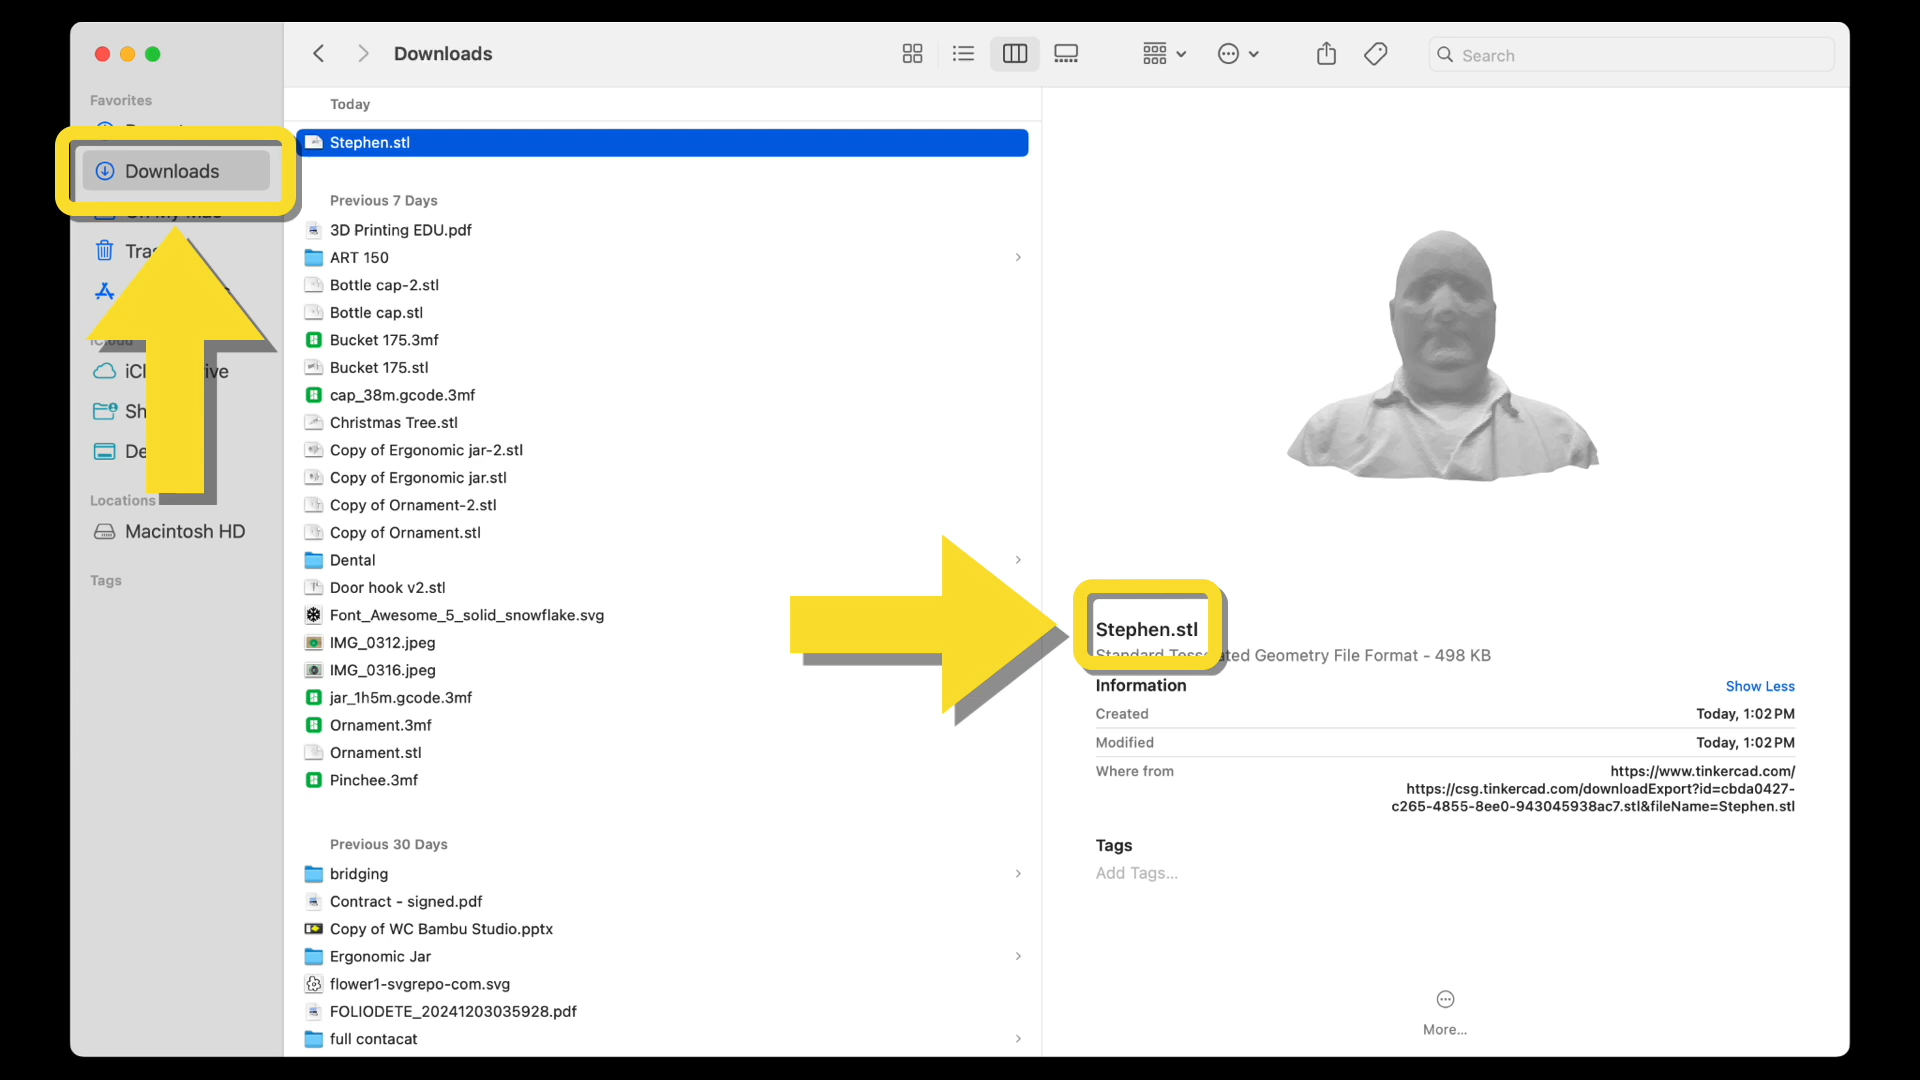 Downloads
Search
Favorites
Downloads
iCloud
Locations
Macintosh HD
Tags
Today
Stephen.stl
Previous 7 Days
3D Printing EDU.pdf
ART 150
Bottle cap-2.stl
Bottle cap.stl
Bucket 175.3mf
Bucket 175.stl
cap_38m.gcode.3mf
Christmas Tree.stl
Copy of Ergonomic jar-2.stl
Copy of Ergonomic jar.stl
Copy of Ornament-2.stl
Copy of Ornament.stl
Dental
Door hook v2.stl
Font_Awesome_5_solid_snowflake.svg
IMG_0312.jpeg
IMG_0316.jpeg
jar_1h5m.gcode.3mf
Ornament.3mf
Ornament.stl
Pinchee.3mf
Previous 30 Days
bridging
Contract - signed.pdf
Copy of WC Bambu Studio.pptx
Ergonomic Jar
flower1-svgrepo-com.svg
FOLIODETE_20241203035928.pdf
full contacat
Stephen.stl
Geometry File Format - 498 KB
Information
Show Less
Created
Today, 1:02 PM
Modified
Today, 1:02 PM
Where from
https://www.tinkercad.com/
https://csg.tinkercad.com/downloadExport?id=cbda0427-
c265-4855-8ee0-943045938ac7.stl&fileName=Stephen.stl
Tags
Add Tags...
More...